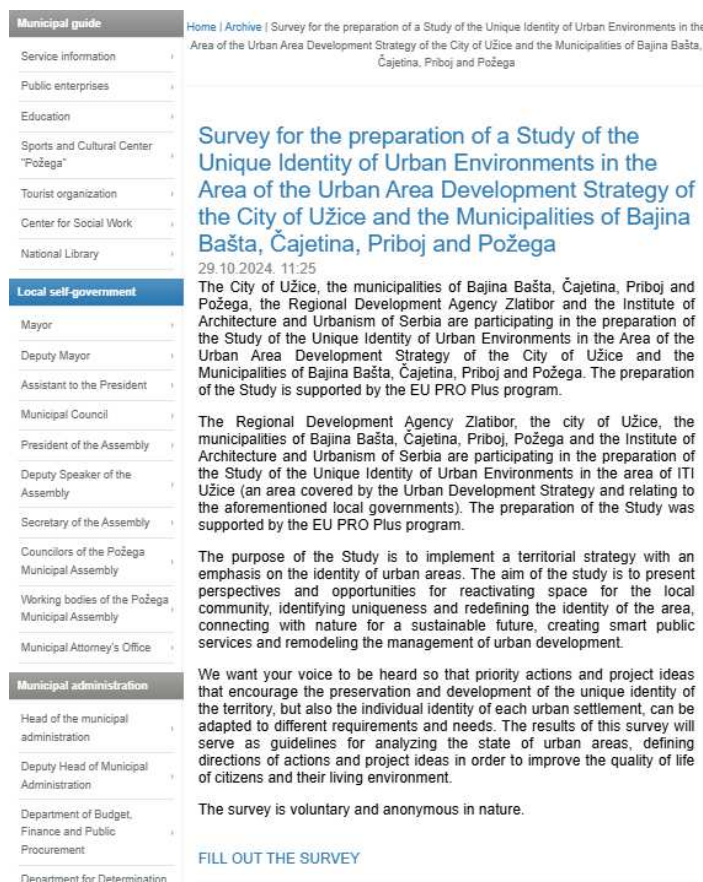 Municipal guide
Service information
Public enterprises
Education
Sports and Cultural Center
"Požega"
Tourist organization
Center for Social Work
National Library
Local self-government
Mayor
Deputy Mayor
Assistant to the President
Municipal Council
President of the Assembly
Deputy Speaker of the
Assembly
Secretary of the Assembly
Councilors of the Požega
Municipal Assembly
Working bodies of the Požega
Municipal Assembly
Municipal Attorney's Office
Municipal administration
Head of the municipal
administration
Deputy Head of Municipal
Administration
Department of Budget,
Finance and Public
Procurement
Department for Determination
Home | Archive | Survey for the preparation of a Study of the Unique Identity of Urban Environments in the
Area of the Urban Area Development Strategy of the City of Užice and the Municipalities of Bajina Bašta,
Čajetina, Priboj and Požega
Survey for the preparation of a Study of the
Unique Identity of Urban Environments in the
Area of the Urban Area Development Strategy of
the City of Užice and the Municipalities of Bajina
Bašta, Čajetina, Priboj and Požega
29.10.2024. 11:25
The City of Užice, the municipalities of Bajina Bašta, Čajetina, Priboj and
Požega, the Regional Development Agency Zlatibor and the Institute of
Architecture and Urbanism of Serbia are participating in the preparation of
the Study of the Unique Identity of Urban Environments in the Area of the
Urban Area Development Strategy of the City of Užice and the
Municipalities of Bajina Bašta, Čajetina, Priboj and Požega. The preparation
of the Study is supported by the EU PRO Plus program.
The Regional Development Agency Zlatibor, the city of Užice, the
municipalities of Bajina Bašta, Čajetina, Priboj, Požega and the Institute of
Architecture and Urbanism of Serbia are participating in the preparation of
the Study of the Unique Identity of Urban Environments in the area of ITI
Užice (an area covered by the Urban Development Strategy and relating to
the aforementioned local governments). The preparation of the Study was
supported by the EU PRO Plus program.
The purpose of the Study is to implement a territorial strategy with an
emphasis on the identity of urban areas. The aim of the study is to present
perspectives and opportunities for reactivating space for the local
community, identifying uniqueness and redefining the identity of the area,
connecting with nature for a sustainable future, creating smart public
services and remodeling the management of urban development.
We want your voice to be heard so that priority actions and project ideas
that encourage the preservation and development of the unique identity of
the territory, but also the individual identity of each urban settlement, can be
adapted to different requirements and needs. The results of this survey will
serve as guidelines for analyzing the state of urban areas, defining
directions of actions and project ideas in order to improve the quality of life
of citizens and their living environment.
The survey is voluntary and anonymous in nature.
FILL OUT THE SURVEY